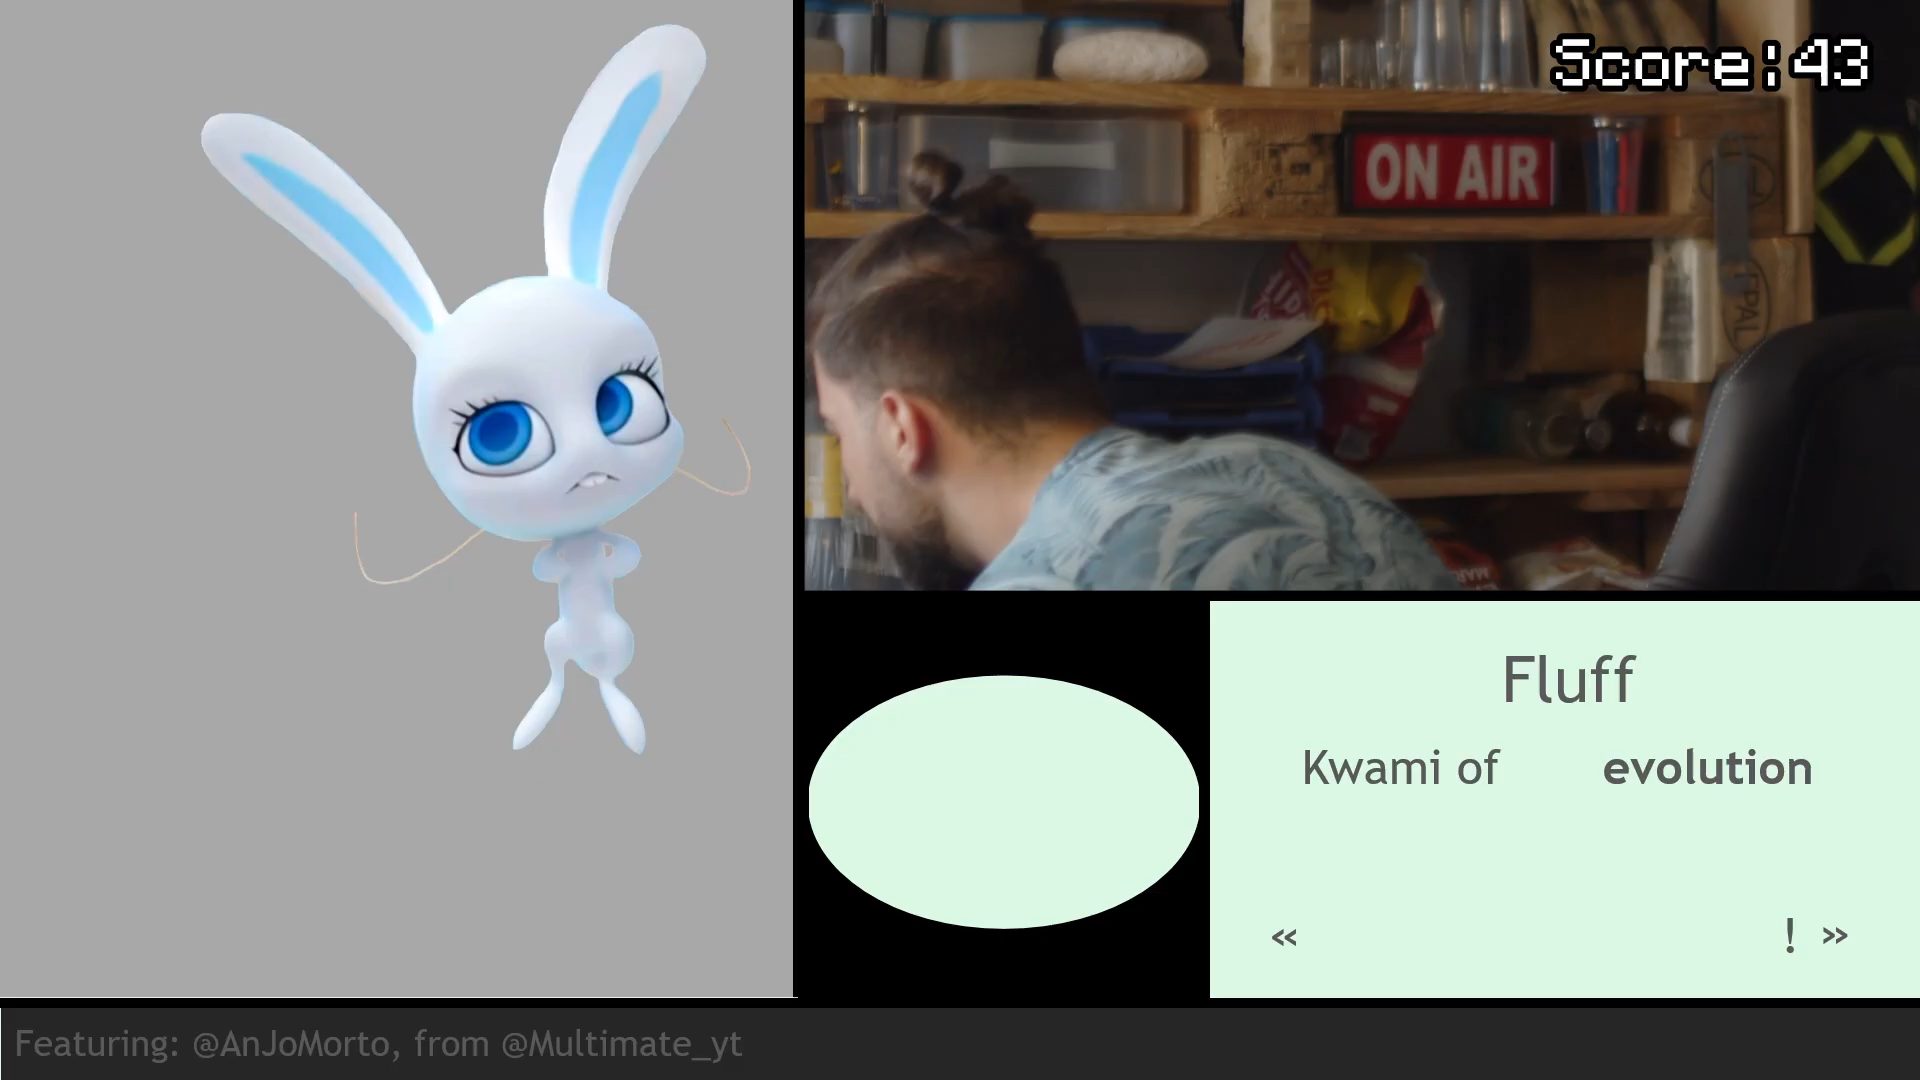 Score:43
ON AIR
Fluff
Kwami of evolution
« ! »
Featuring: @AnJoMorto, from @Multimate_yt